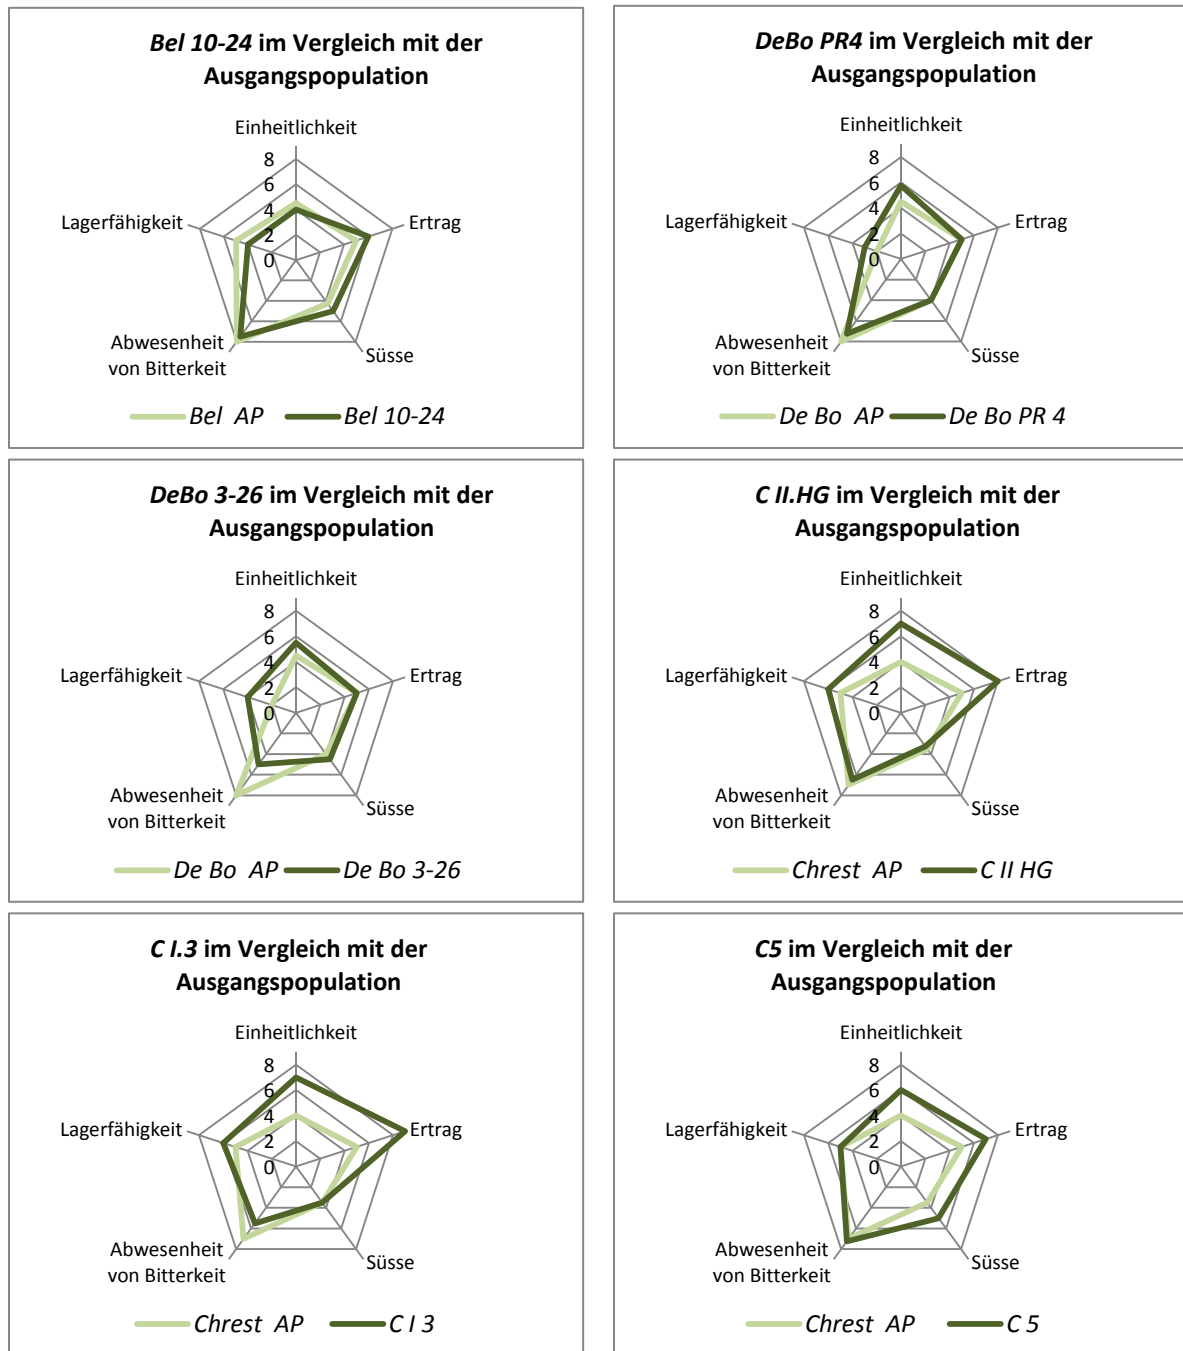 Bel 10-24 im Vergleich mit der
Ausgangspopulation
Einheitlichkeit
8
6
4
2
0
Lagerfähigkeit
Ertrag
Abwesenheit
von Bitterkeit
Süsse
Bel AP
Bel 10-24
DeBo PR4 im Vergleich mit der
Ausgangspopulation
Einheitlichkeit
8
6
4
2
0
Lagerfähigkeit
Ertrag
Abwesenheit
von Bitterkeit
Süsse
De Bo AP
De Bo PR 4
DeBo 3-26 im Vergleich mit der
Ausgangspopulation
Einheitlichkeit
8
6
4
2
0
Lagerfähigkeit
Ertrag
Abwesenheit
von Bitterkeit
Süsse
De Bo AP
De Bo 3-26
C II.HG im Vergleich mit der
Ausgangspopulation
Einheitlichkeit
8
6
4
2
0
Lagerfähigkeit
Ertrag
Abwesenheit
von Bitterkeit
Süsse
Chrest AP
C II HG
C I.3 im Vergleich mit der
Ausgangspopulation
Einheitlichkeit
8
6
4
2
0
Lagerfähigkeit
Ertrag
Abwesenheit
von Bitterkeit
Süsse
Chrest AP
C I 3
C5 im Vergleich mit der
Ausgangspopulation
Einheitlichkeit
8
6
4
2
0
Lagerfähigkeit
Ertrag
Abwesenheit
von Bitterkeit
Süsse
Chrest AP
C 5